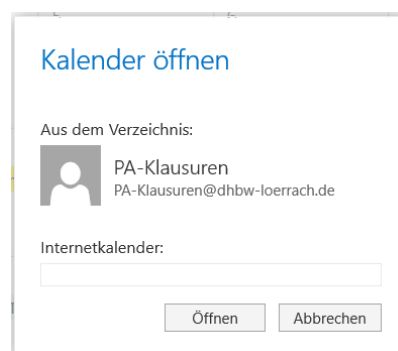 Kalender öffnen
Aus dem Verzeichnis:
PA-Klausuren
PA-Klausuren@dhbw-loerrach.de
Internetkalender:
Öffnen Abbrechen